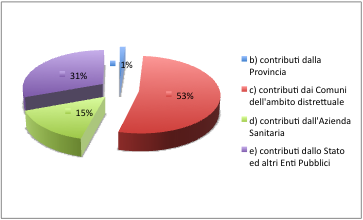 1%
53%
15%
31%
b) contributi dalla
Provincia
c) contributi dai Comuni
dell'ambito distrettuale
d) contributi dall'Azienda
Sanitaria
e) contributi dallo Stato
ed altri Enti Pubblici